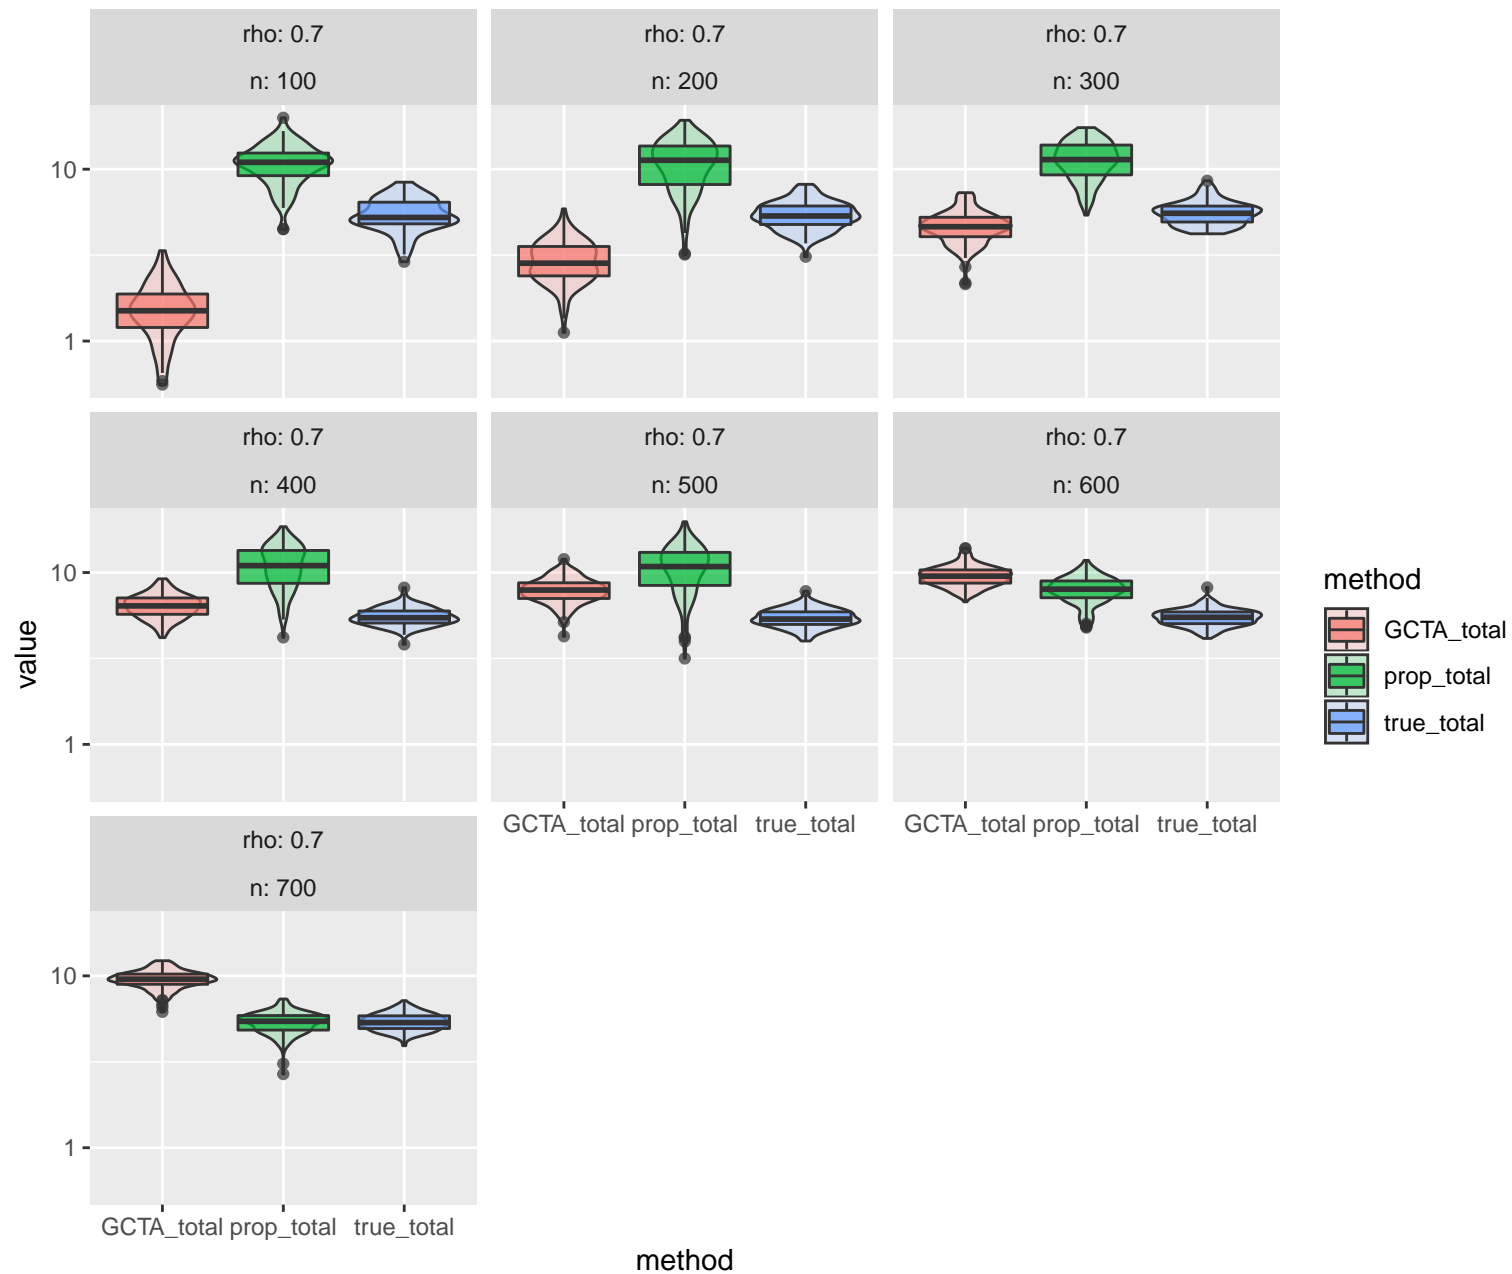 rho: 0.7
n: 100
rho: 0.7
n: 200
rho: 0.7
n: 300
10
1
rho: 0.7
n: 400
rho: 0.7
n: 500
rho: 0.7
n: 600
10
1
GCTA_total prop_total true_total
GCTA_total prop_total true_total
rho: 0.7
n: 700
10
1
GCTA_total prop_total true_total
value
method
method
GCTA_total
prop_total
true_total